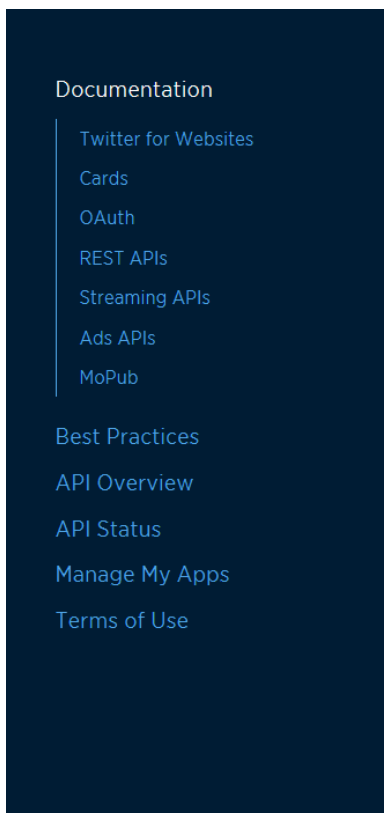 Documentation
Twitter for Websites
Cards
OAuth
REST APIs
Streaming APIs
Ads APIs
MoPub
Best Practices
API Overview
API Status
Manage My Apps
Terms of Use